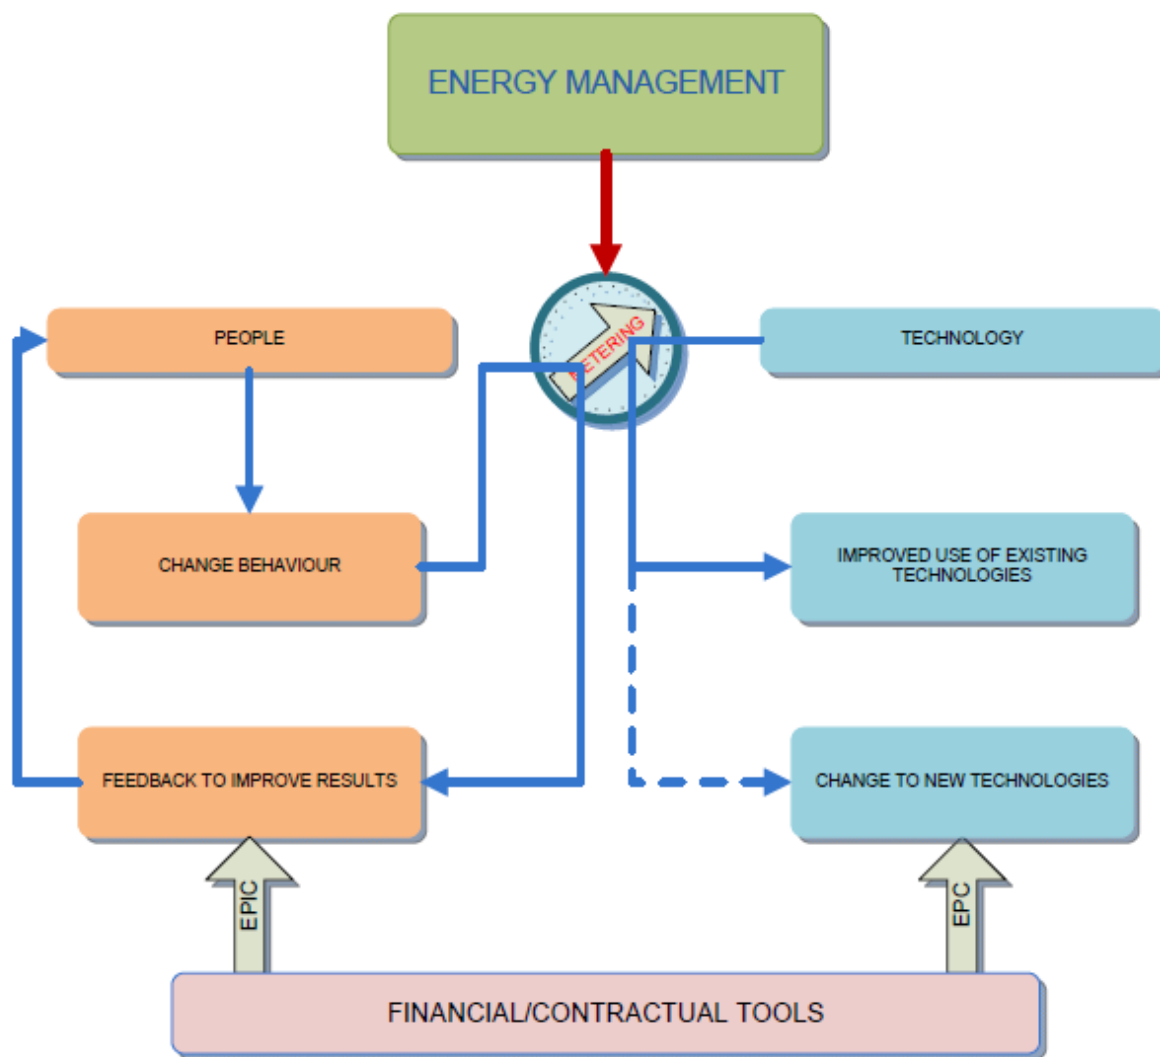 ENERGY MANAGEMENT
METERING
PEOPLE
TECHNOLOGY
CHANGE BEHAVIOUR
IMPROVED USE OF EXISTING
TECHNOLOGIES
FEEDBACK TO IMPROVE RESULTS
CHANGE TO NEW TECHNOLOGIES
EPIC
EPC
FINANCIAL/CONTRACTUAL TOOLS